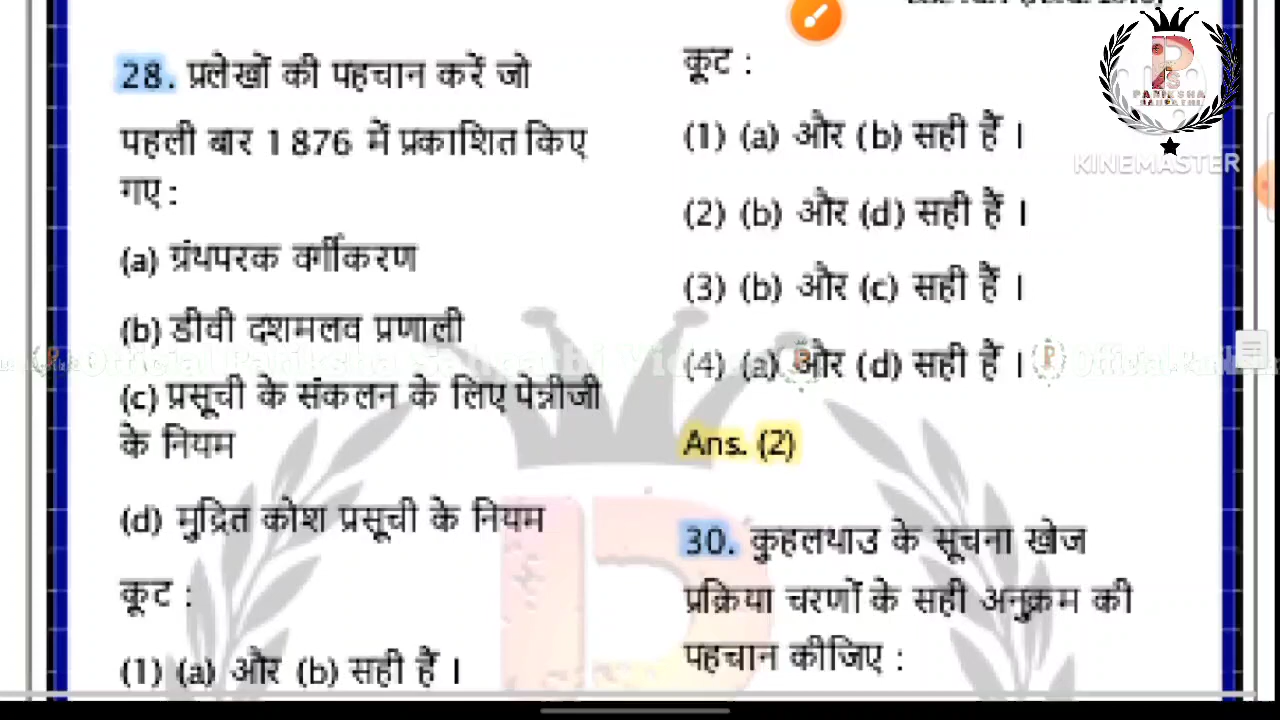 28. प्रलेखों की पहचान करें जो
पहली बार 1876 में प्रकाशित किए
गए :
(a) ग्रंथपरक वर्गीकरण
(b) डीवी दशमलव प्रणाली
(c) प्रसूची के संकलन के लिए पेन्नीजी
के नियम
(d) मुद्रित कोश प्रसूची के नियम
कूट :
(1) (a) और (b) सही हैं ।
कूट :
(1) (a) और (b) सही हैं ।
(2) (b) और (d) सही हैं ।
(3) (b) और (c) सही हैं ।
(4) (a) और (d) सही हैं ।
Ans. (2)
30. कुहलथाउ के सूचना खोज
प्रक्रिया चरणों के सही अनुक्रम की
पहचान कीजिए :
PARIKSHA
KINEMASTER